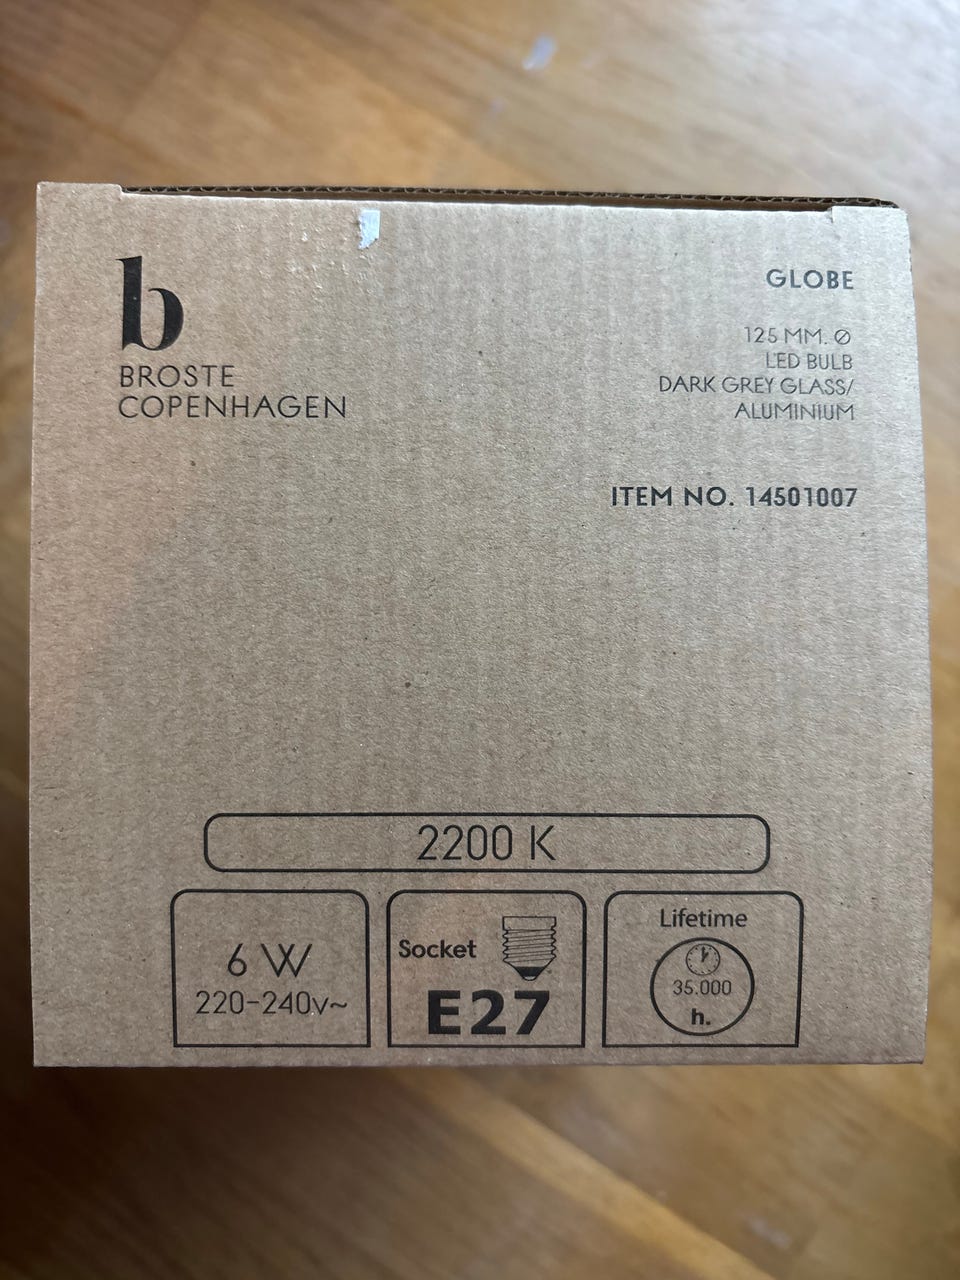 b
BROSTE
COPENHAGEN
GLOBE
125 MM. Ø
LED BULB
DARK GREY GLASS/
ALUMINIUM
ITEM NO. 14501007
2200 K
6 W
220-240v~
Socket
E27
Lifetime
35.000
h.